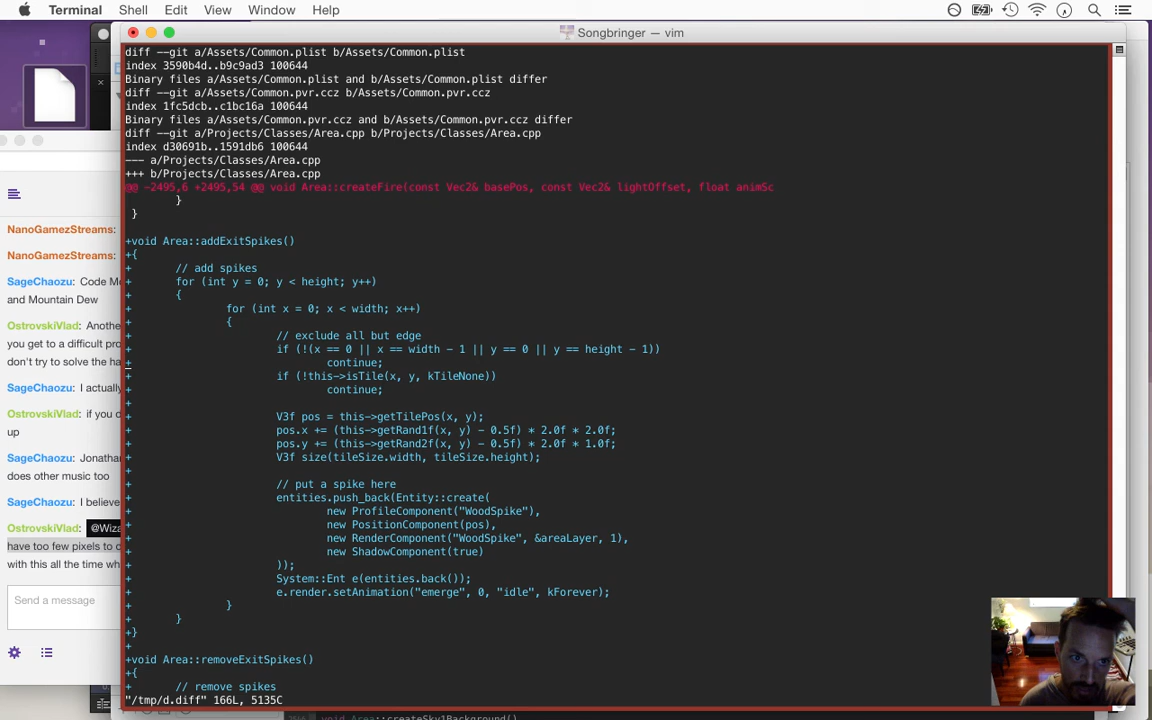 Terminal Shell Edit View Window Help
Songbringer — vim
diff --git a/Assets/Common.plist b/Assets/Common.plist
index 3590b4d..b9c9ad3 100644
Binary files a/Assets/Common.plist and b/Assets/Common.plist differ
diff --git a/Assets/Common.pvr.ccz b/Assets/Common.pvr.ccz
index 1fc5dcb..c1bc16a 100644
Binary files a/Assets/Common.pvr.ccz and b/Assets/Common.pvr.ccz differ
diff --git a/Projects/Classes/Area.cpp b/Projects/Classes/Area.cpp
index d30691b..1591db6 100644
--- a/Projects/Classes/Area.cpp
+++ b/Projects/Classes/Area.cpp
@@ -2495,6 +2495,54 @@ void Area::createFire(const Vec2& basePos, const Vec2& lightOffset, float animSc
}
}
+void Area::addExitSpikes()
+{
+ // add spikes
+ for (int y = 0; y < height; y++)
+ {
+ for (int x = 0; x < width; x++)
+ {
+ // exclude all but edge
+ if (!(x == 0 || x == width - 1 || y == 0 || y == height - 1))
+ continue;
+ if (!this->isTile(x, y, kTileNone))
+ continue;
+
+ V3f pos = this->getTilePos(x, y);
+ pos.x += (this->getRand1f(x, y) - 0.5f) * 2.0f * 2.0f;
+ pos.y += (this->getRand2f(x, y) - 0.5f) * 2.0f * 1.0f;
+ V3f size(tileSize.width, tileSize.height);
+
+ // put a spike here
+ entities.push_back(Entity::create(
+ new ProfileComponent("WoodSpike"),
+ new PositionComponent(pos),
+ new RenderComponent("WoodSpike", &areaLayer, 1),
+ new ShadowComponent(true)
+ ));
+ System::Ent e(entities.back());
+ e.render.setAnimation("emerge", 0, "idle", kForever);
+ }
+ }
+}
+
+void Area::removeExitSpikes()
+{
+ // remove spikes
"/tmp/d.diff" 166L, 5135C
NanoGamezStreams:
NanoGamezStreams:
SageChaozu: Code
and Mountain Dew
OstrovskiVlad:
you get to a difficult
don't try to solve the
SageChaozu: I
OstrovskiVlad: if you
up
SageChaozu:
does other music too
SageChaozu: I
OstrovskiVlad:
have too few pixels to
with this all the time
Send a message
void Area::createSky1Background()